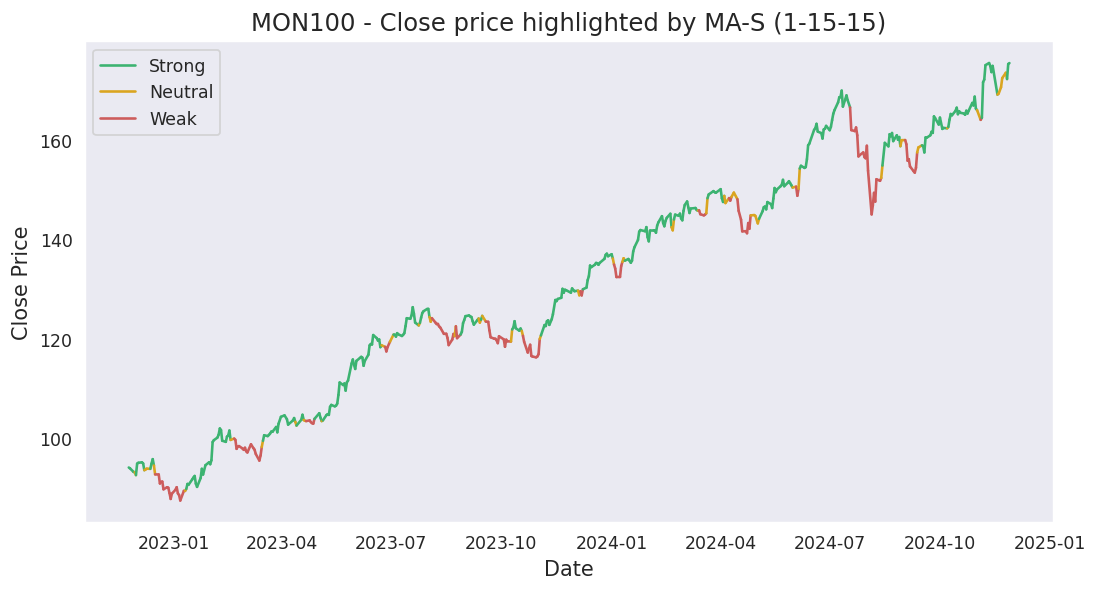 MON100 - Close price highlighted by MA-S (1-15-15)
Strong
Neutral
Weak
Close Price
160
140
120
100
2023-01 2023-04 2023-07 2023-10 2024-01 2024-04 2024-07 2024-10 2025-01
Date